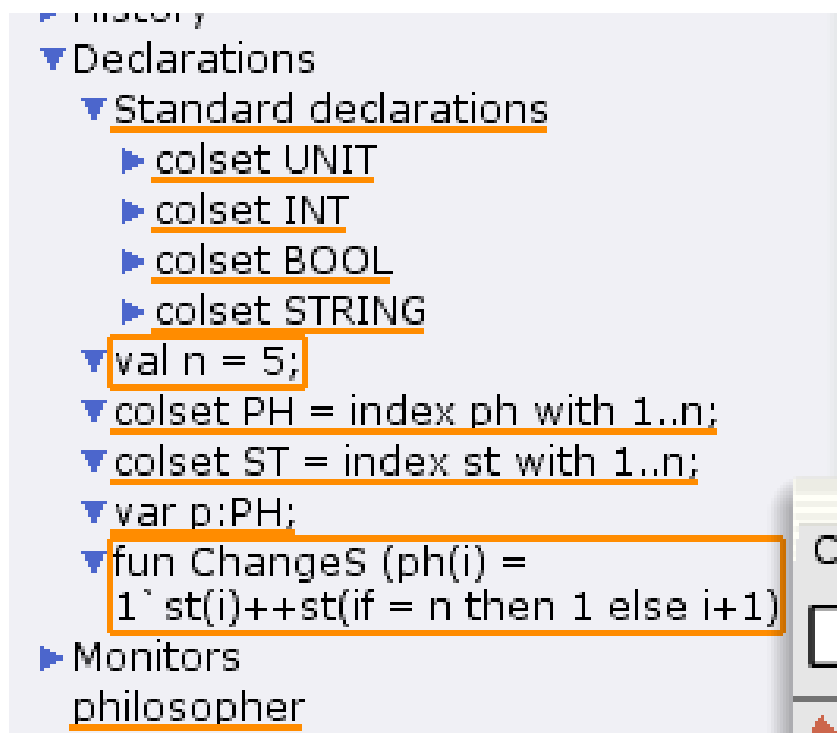 History
Declarations
Standard declarations
colset UNIT
colset INT
colset BOOL
colset STRING
val n = 5;
colset PH = index ph with 1..n;
colset ST = index st with 1..n;
var p:PH;
fun ChangeS (ph(i) =
1`st(i)++st(if = n then 1 else i+1)
Monitors
philosopher